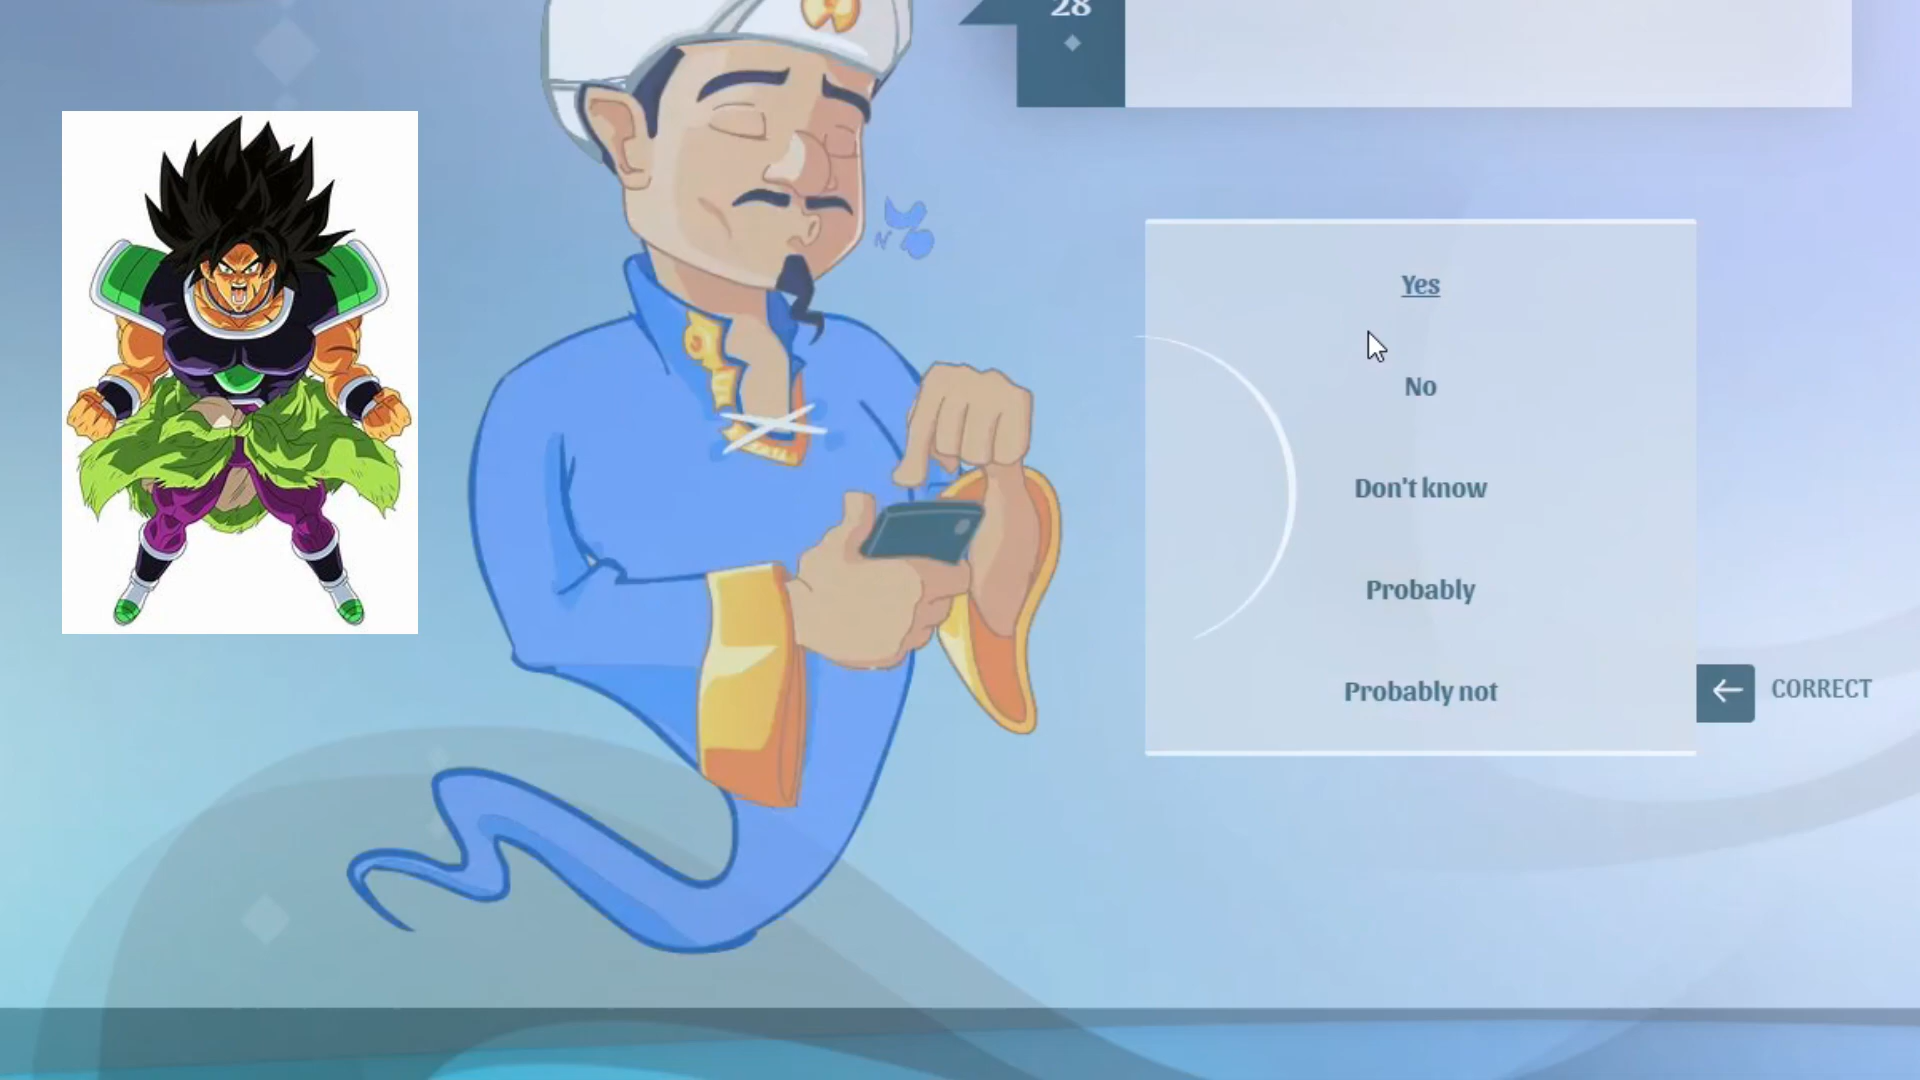 28
Yes
No
Don't know
Probably
Probably not
CORRECT